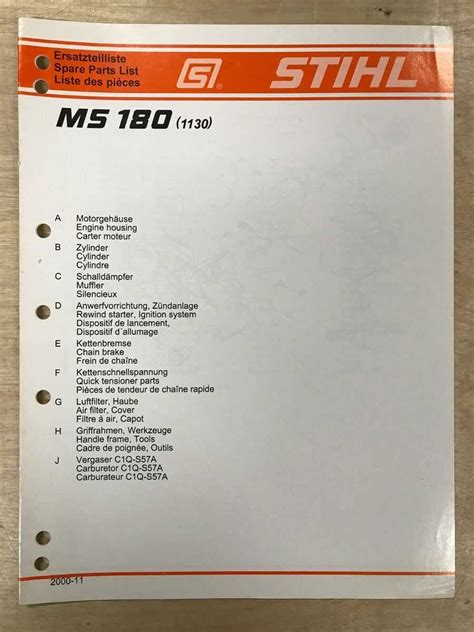 Ersatzteilliste
Spare Parts List
Liste des pièces
STIHL
MS 180 (1130)
A Motorgehäuse
Engine housing
Carter moteur
B Zylinder
Cylinder
Cylindre
C Schalldämpfer
Muffler
Silencieux
D Anwerfvorrichtung, Zündanlage
Rewind starter, Ignition system
Dispositif de lancement,
Dispositif d´allumage
E Kettenbremse
Chain brake
Frein de chaîne
F Kettenschnellspannung
Quick tensioner parts
Pièces de tendeur de chaîne rapide
G Luftfilter, Haube
Air filter, Cover
Filtre à air, Capot
H Griffrahmen, Werkzeuge
Handle frame, Tools
Cadre de poignée, Outils
J Vergaser C1Q-S57A
Carburetor C1Q-S57A
Carburateur C1Q-S57A
2000-11